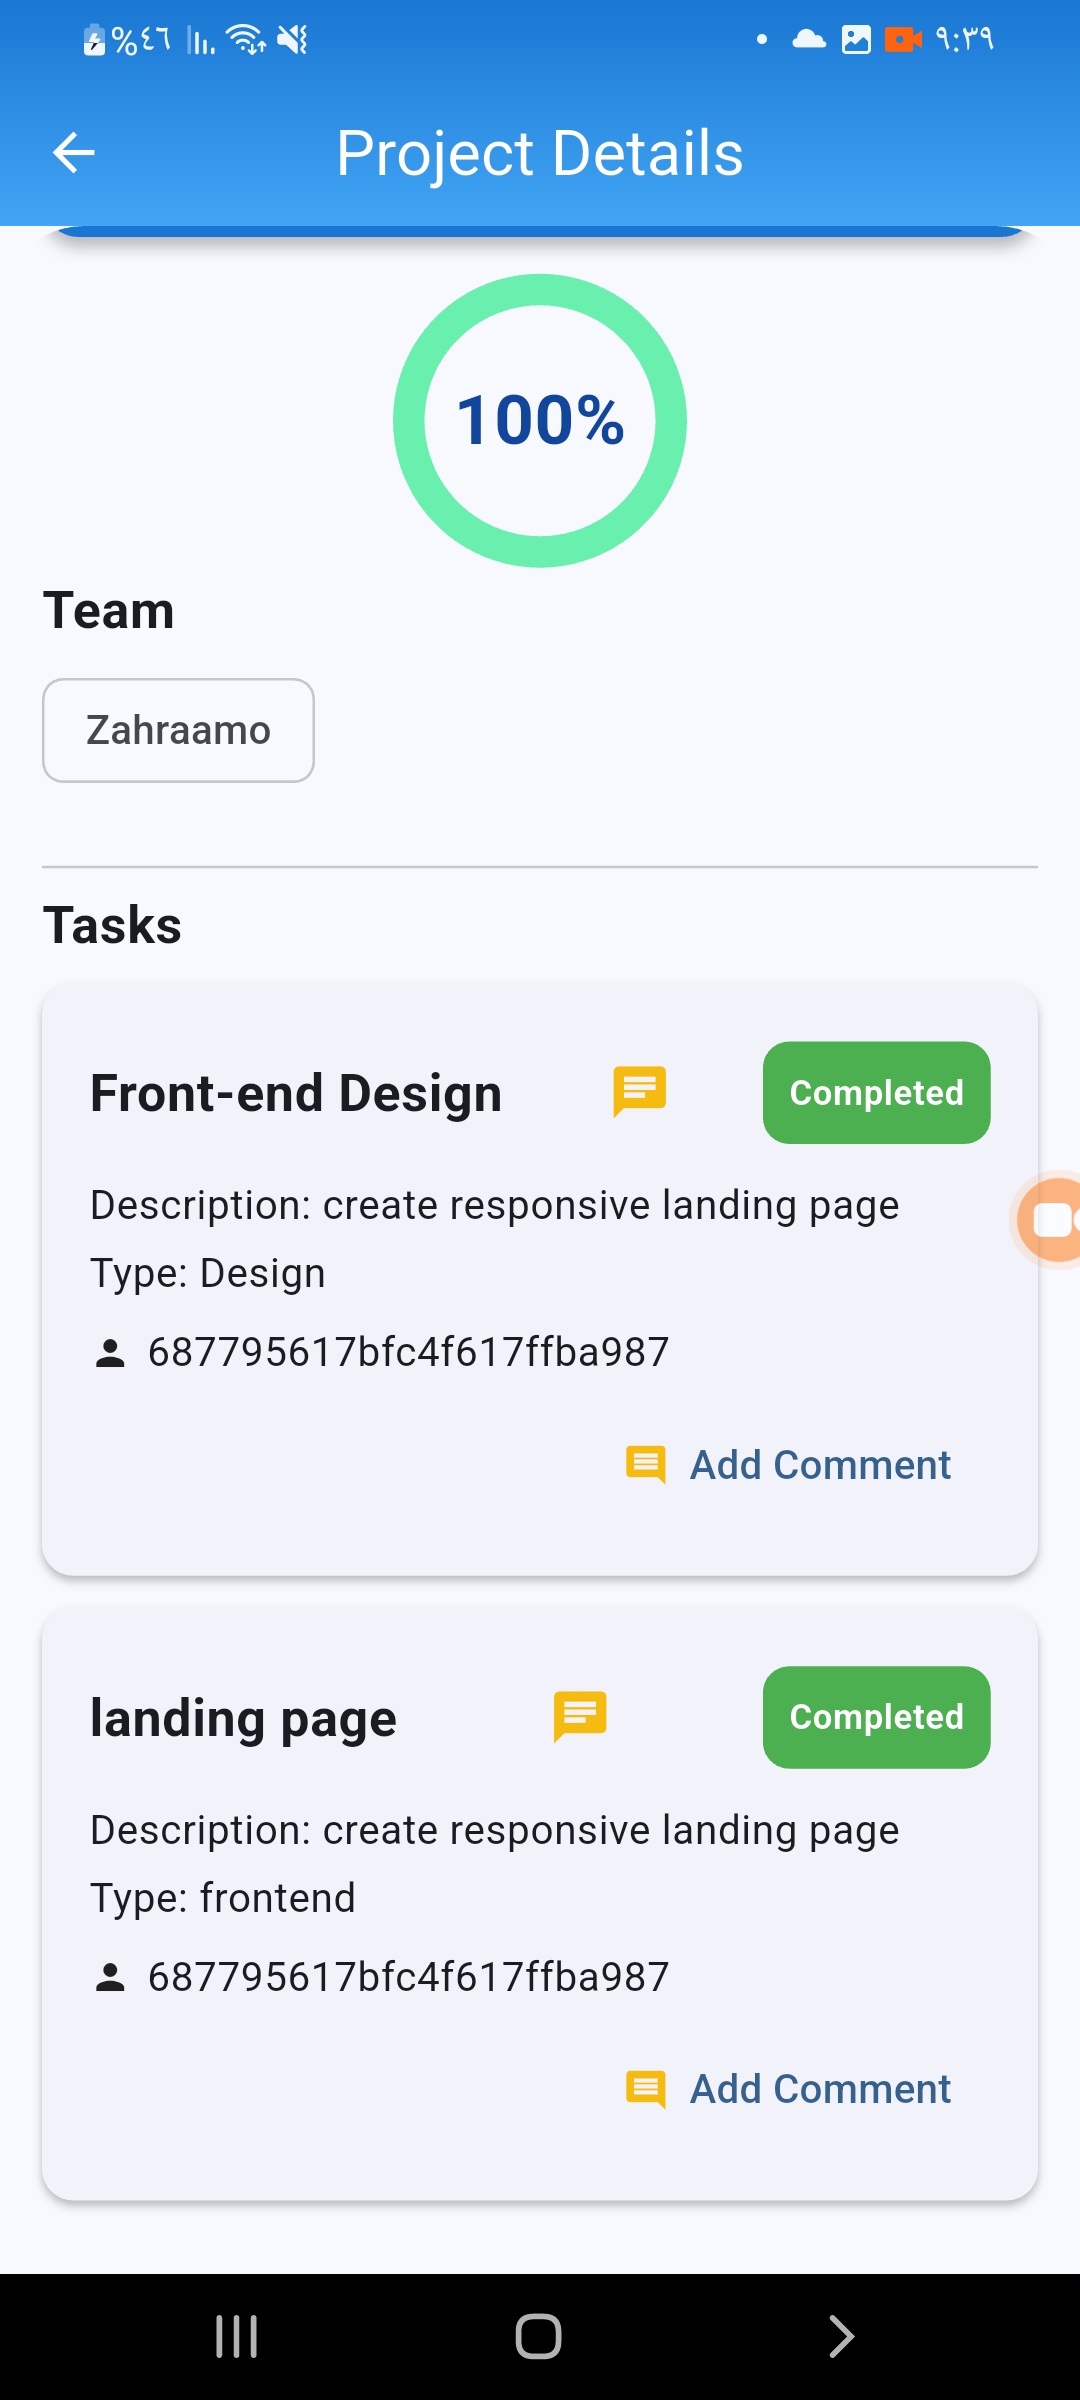 %٤٦ ٩:٣٩
Project Details
100%
Team
Zahraamo
Tasks
Front-end Design Completed
Description: create responsive landing page
Type: Design
687795617bfc4f617ffba987
Add Comment
landing page Completed
Description: create responsive landing page
Type: frontend
687795617bfc4f617ffba987
Add Comment